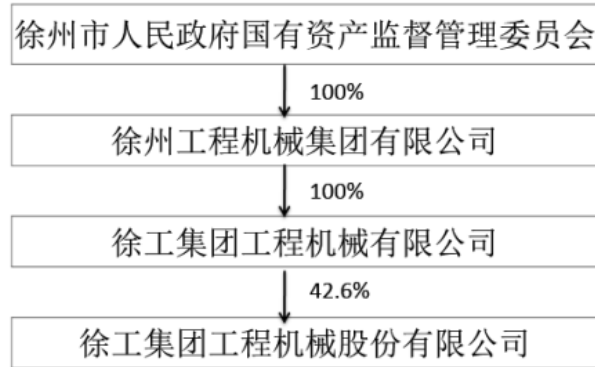 徐州市人民政府国有资产监督管理委员会
100%
徐州工程机械集团有限公司
100%
徐工集团工程机械有限公司
42.6%
徐工集团工程机械股份有限公司